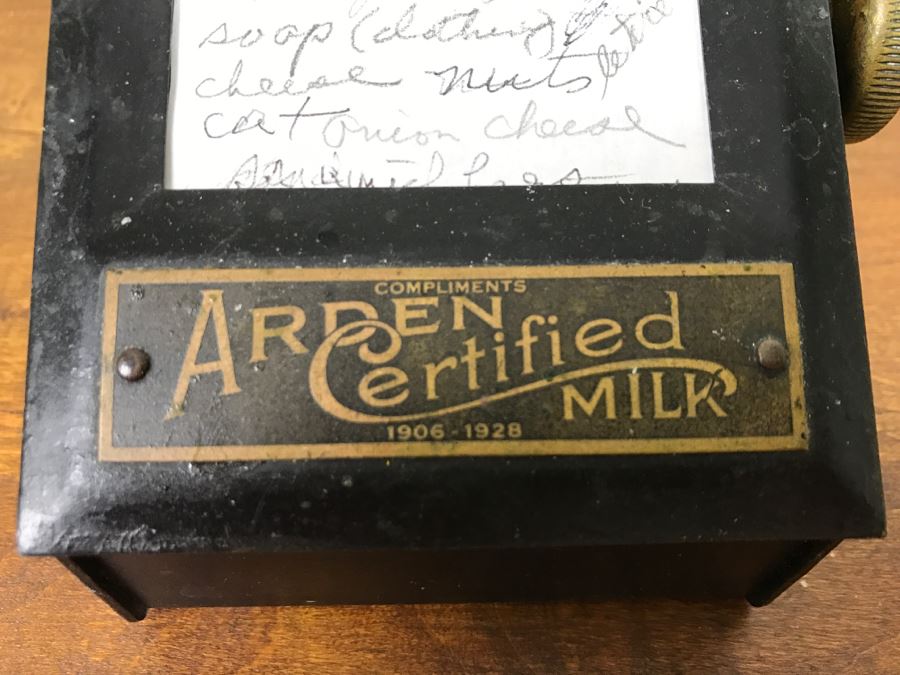 soap (clothing)
cheese nuts
cat onion cheese
COMPLIMENTS
ARDEN
Certified
MILK
1906-1928